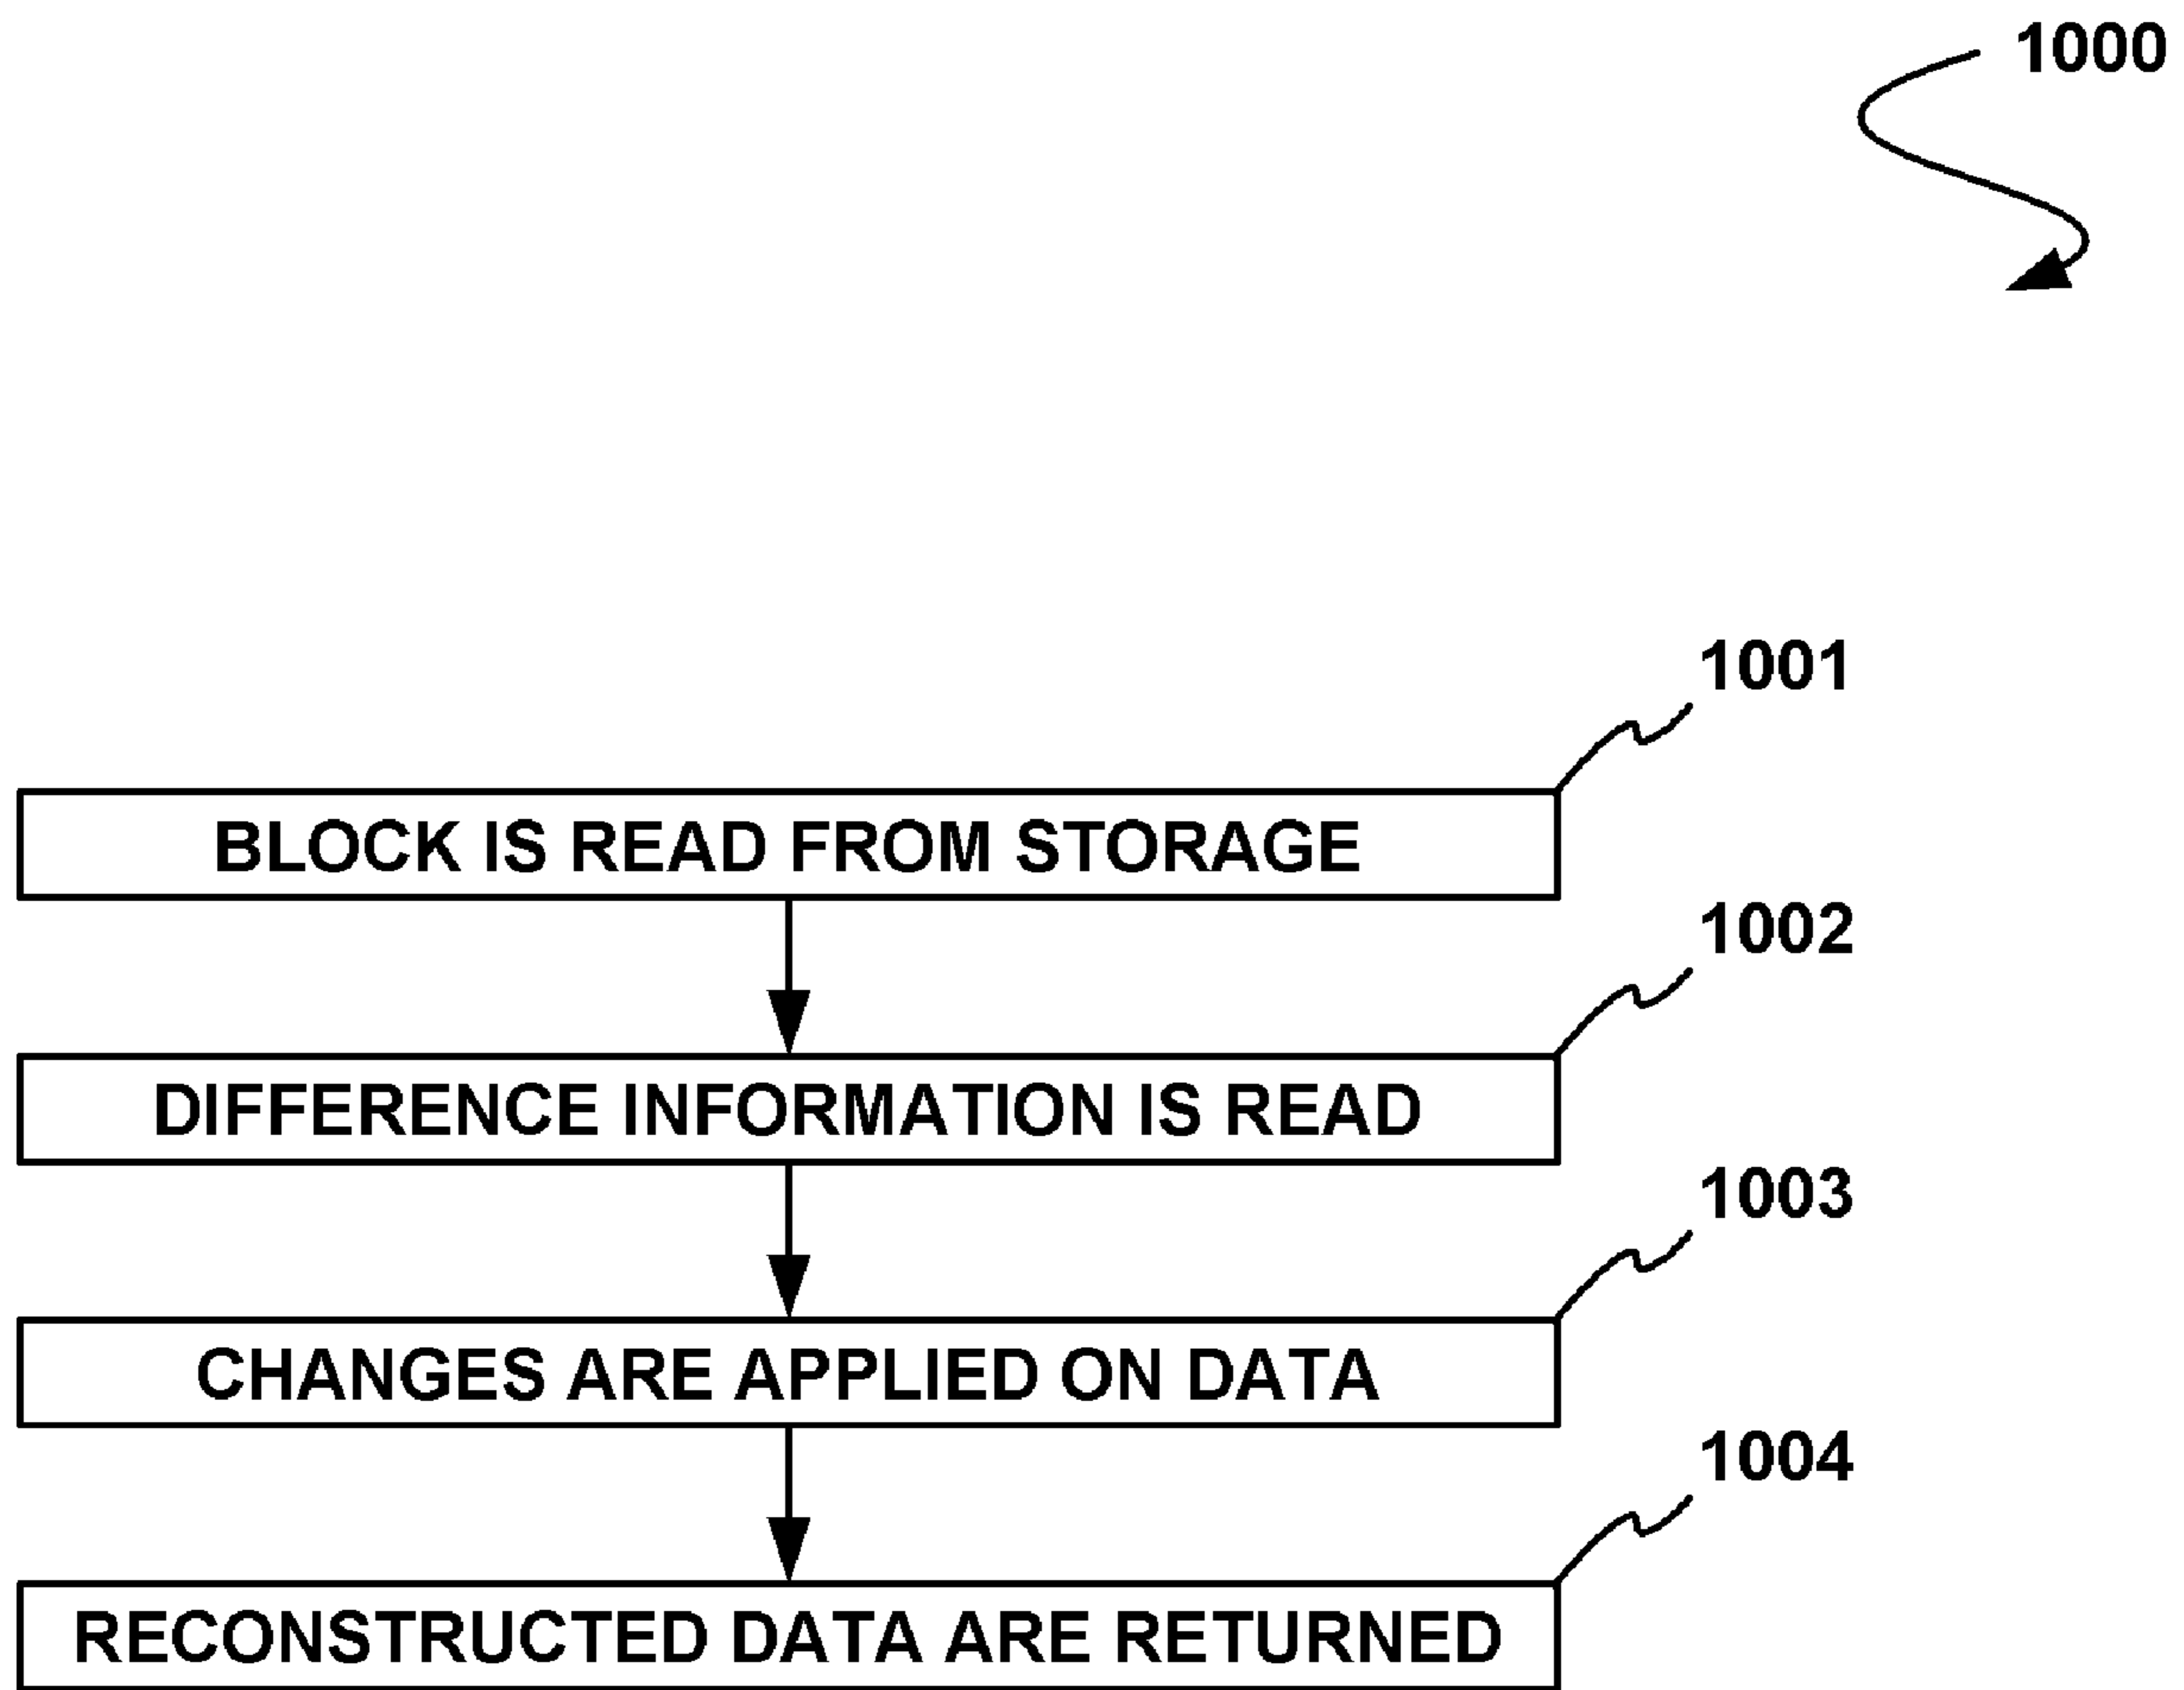 1000
1001
BLOCK IS READ FROM STORAGE
1002
DIFFERENCE INFORMATION IS READ
1003
CHANGES ARE APPLIED ON DATA
1004
RECONSTRUCTED DATA ARE RETURNED